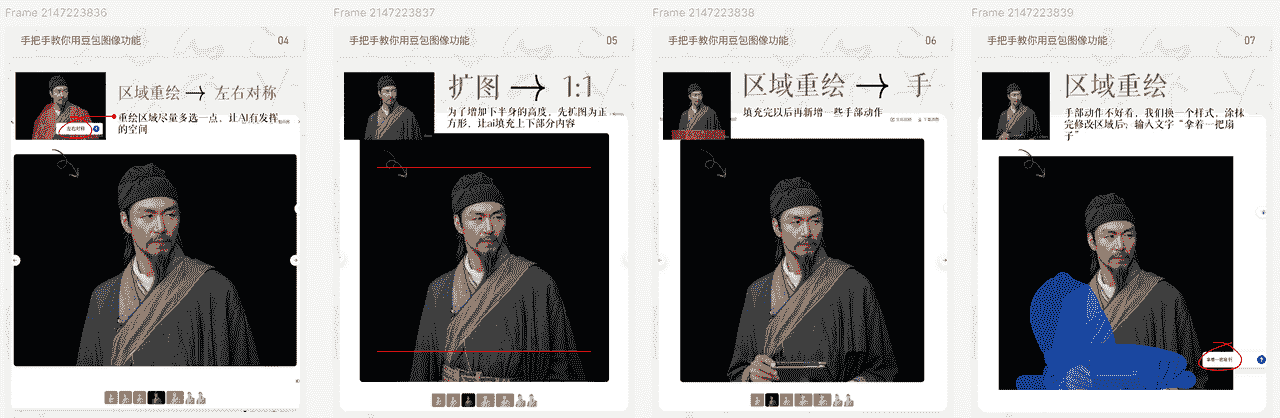 Frame 2147223836
手把手教你用豆包图像功能
04
区域重绘 → 左右对称
重绘区域尽量多选一点，让AI有发挥
的空间
左右对称
Frame 2147223837
手把手教你用豆包图像功能
05
扩图 → 1:1
为了增加下半身的高度，先扩图为正
方形，让ai填充上下部分内容
Frame 2147223838
手把手教你用豆包图像功能
06
区域重绘 → 手
填充完以后再新增一些手部动作
Frame 2147223839
手把手教你用豆包图像功能
07
区域重绘
手部动作不好看，我们换一个样式，涂抹
完修改区域后，输入文字“拿着一把扇
子”